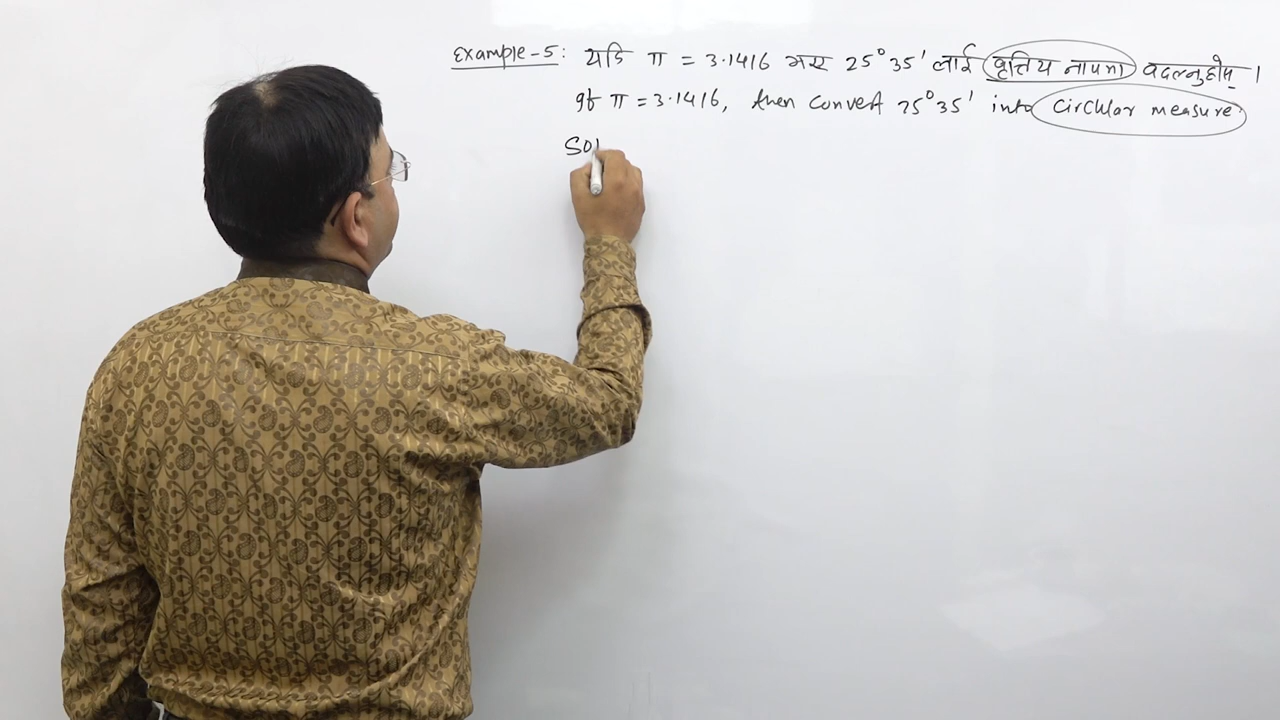 Example-5: यदि π = 3.1416 भए 25° 35' लाई वृत्तिय नापमा बदल्नुहोस् ।
If π = 3.1416, then convert 25° 35' into Circular measure.
Sol